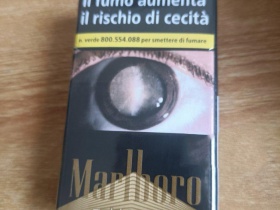 Il fumo aumenta
il rischio di cecità
n. verde 800.554.088 per smettere di fumare
Marlboro